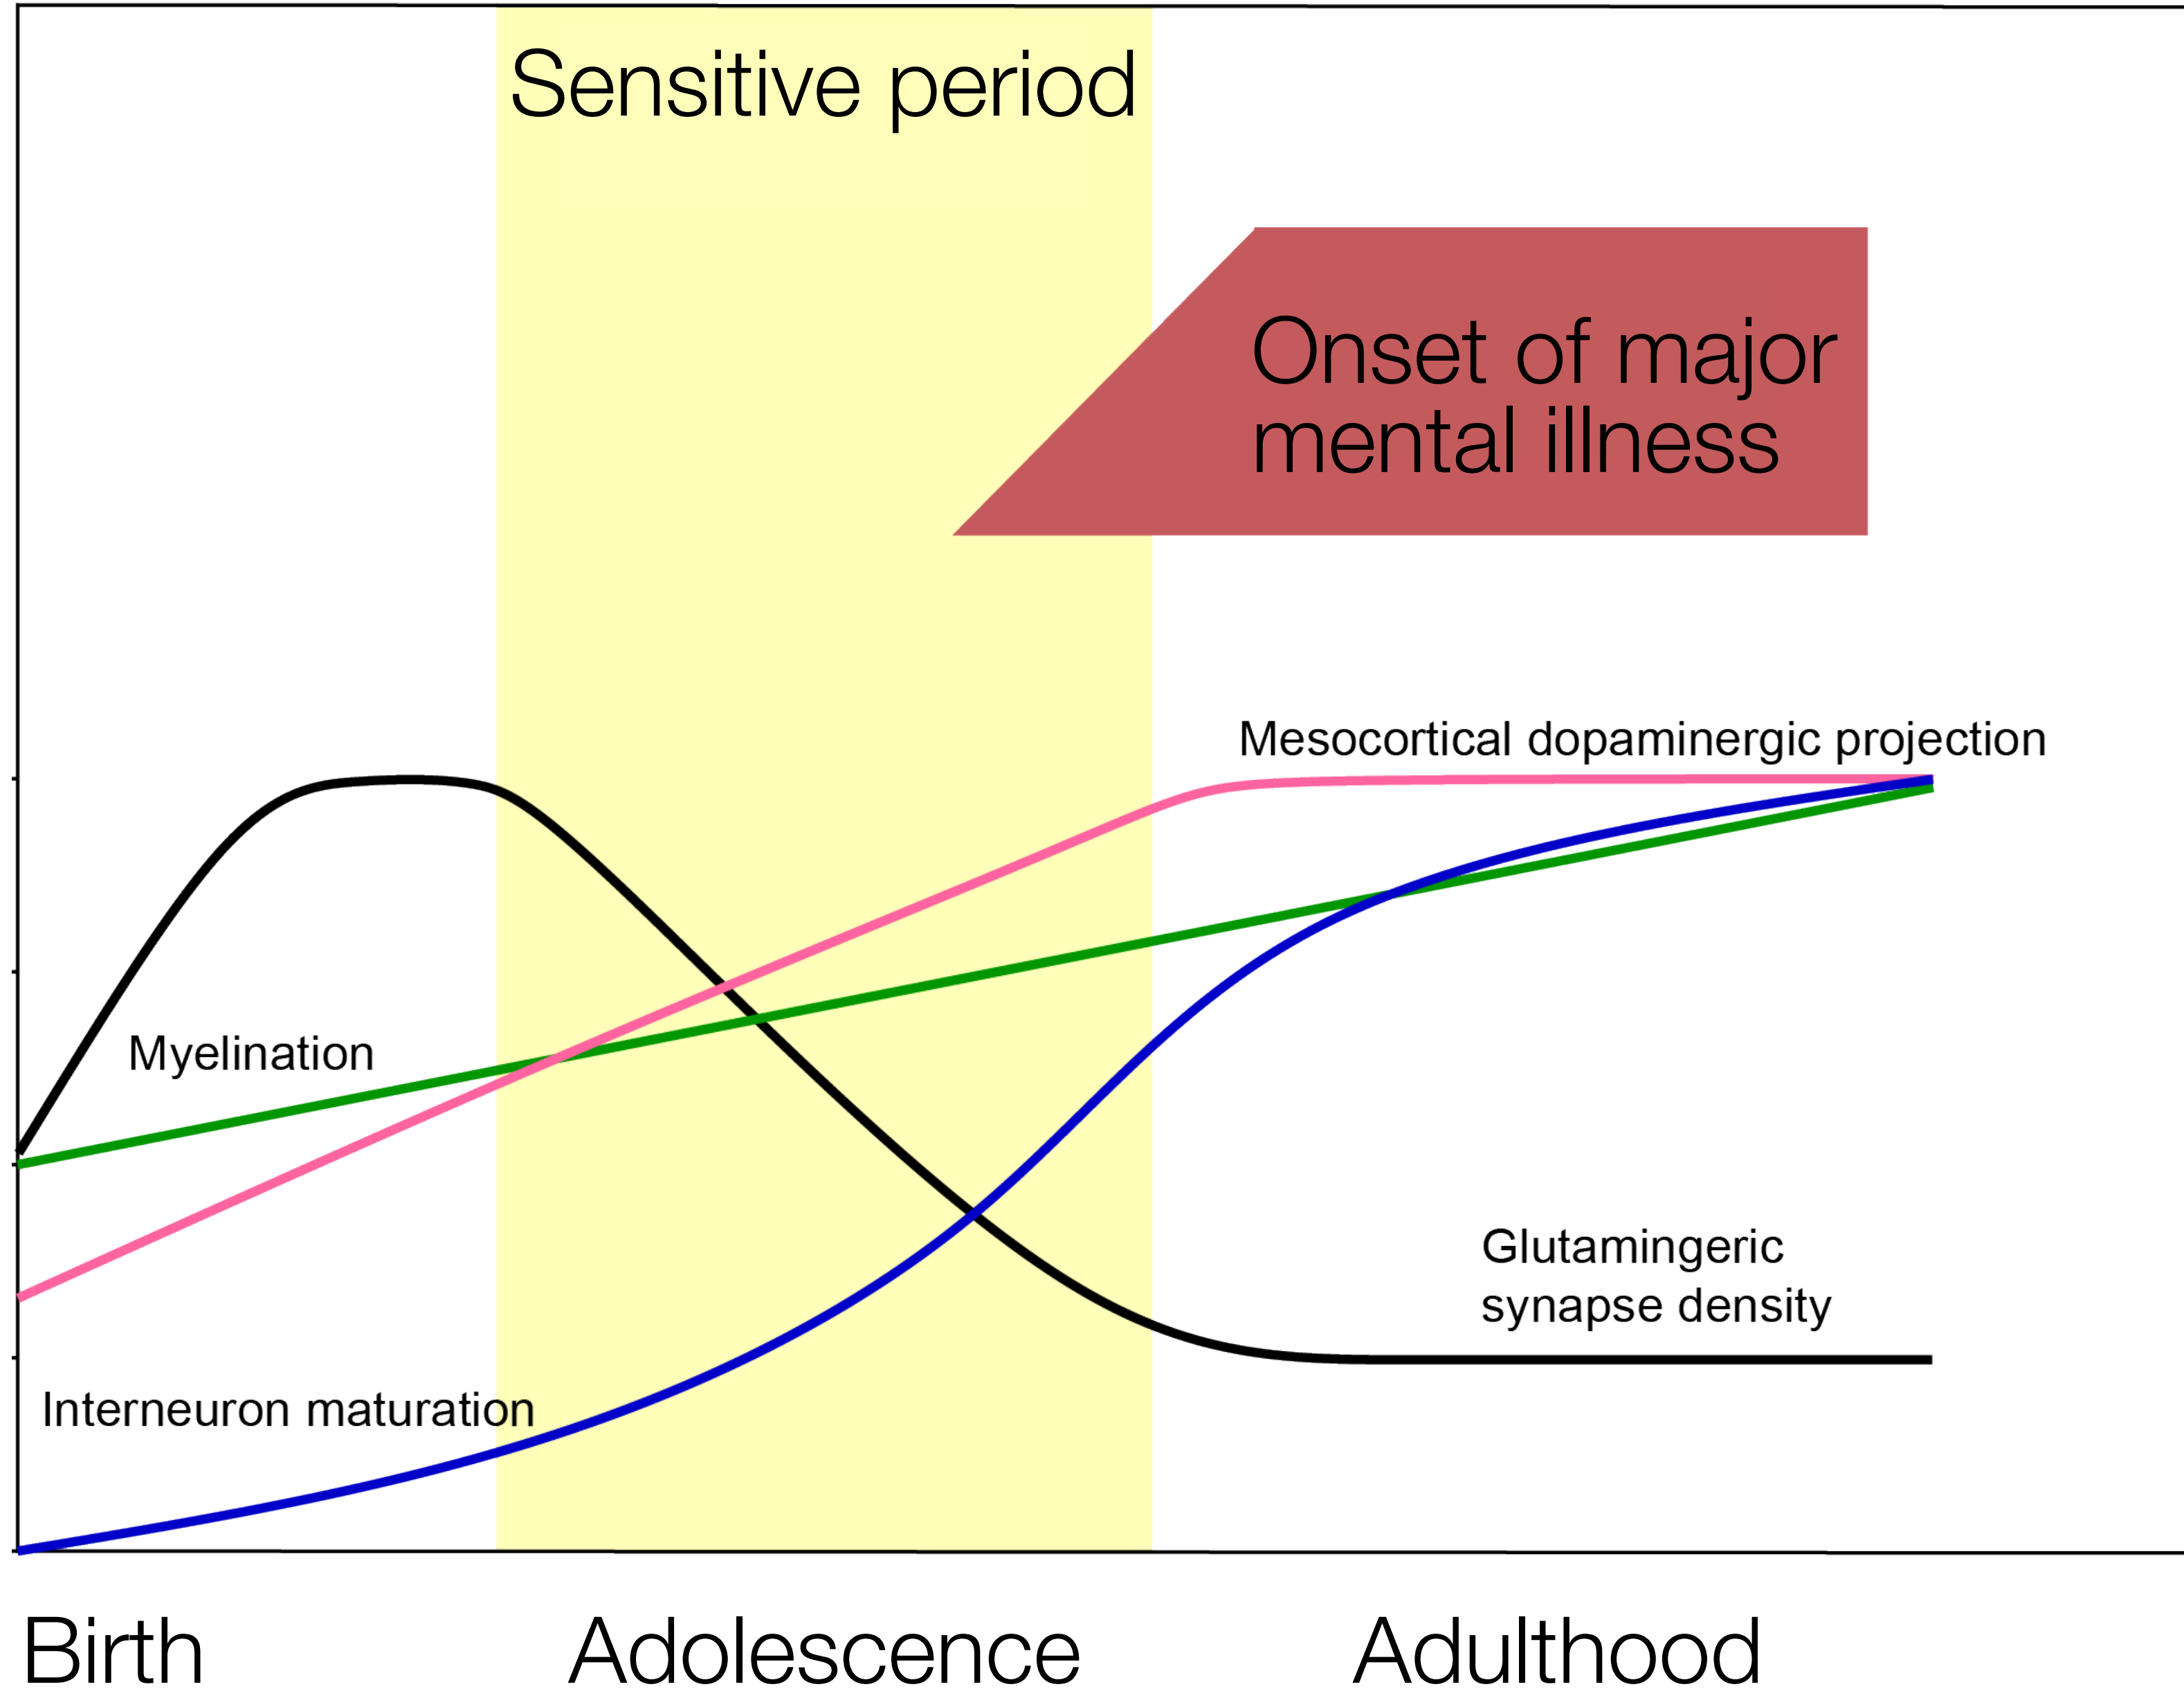 Sensitive period
Onset of major
mental illness
Mesocortical dopaminergic projection
Myelination
Glutamingeric
synapse density
Interneuron maturation
Birth
Adolescence
Adulthood